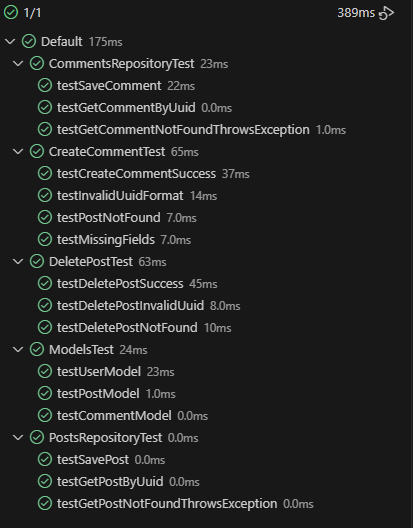 1/1 389ms
Default 175ms
CommentsRepositoryTest 23ms
testSaveComment 22ms
testGetCommentByUuid 0.0ms
testGetCommentNotFoundThrowsException 1.0ms
CreateCommentTest 65ms
testCreateCommentSuccess 37ms
testInvalidUuidFormat 14ms
testPostNotFound 7.0ms
testMissingFields 7.0ms
DeletePostTest 63ms
testDeletePostSuccess 45ms
testDeletePostInvalidUuid 8.0ms
testDeletePostNotFound 10ms
ModelsTest 24ms
testUserModel 23ms
testPostModel 1.0ms
testCommentModel 0.0ms
PostsRepositoryTest 0.0ms
testSavePost 0.0ms
testGetPostByUuid 0.0ms
testGetPostNotFoundThrowsException 0.0ms